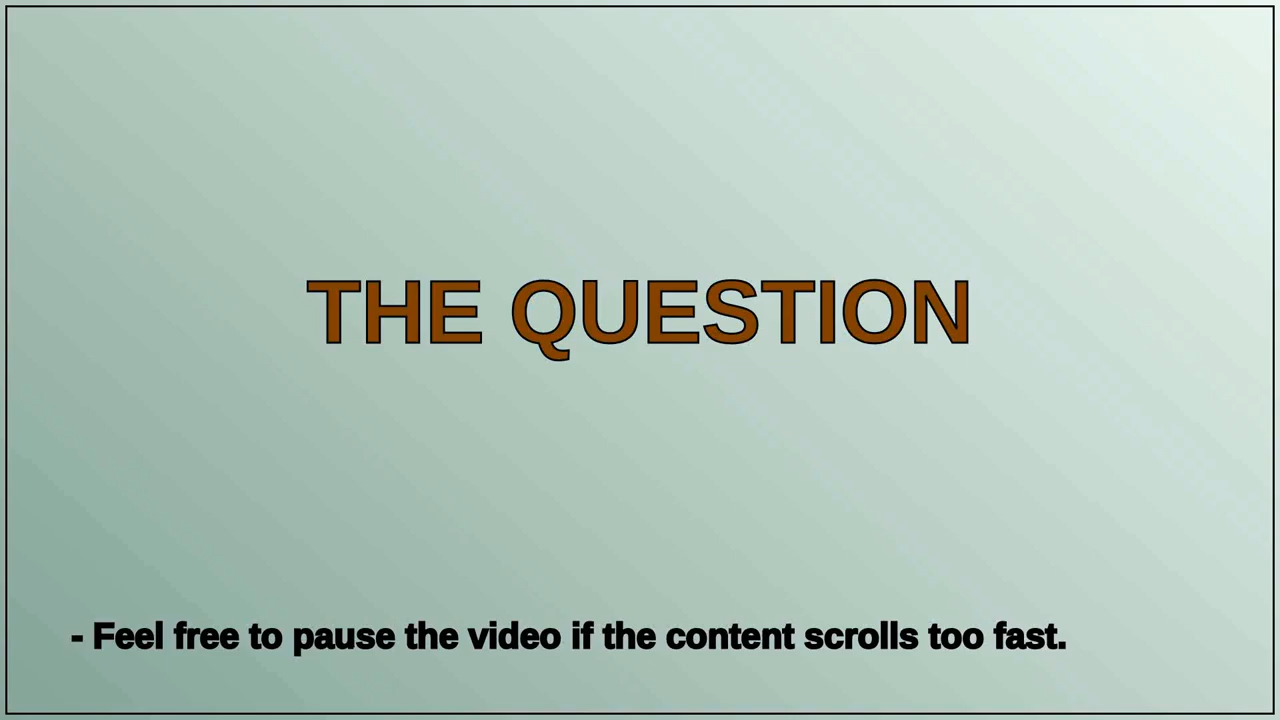 THE QUESTION
- Feel free to pause the video if the content scrolls too fast.